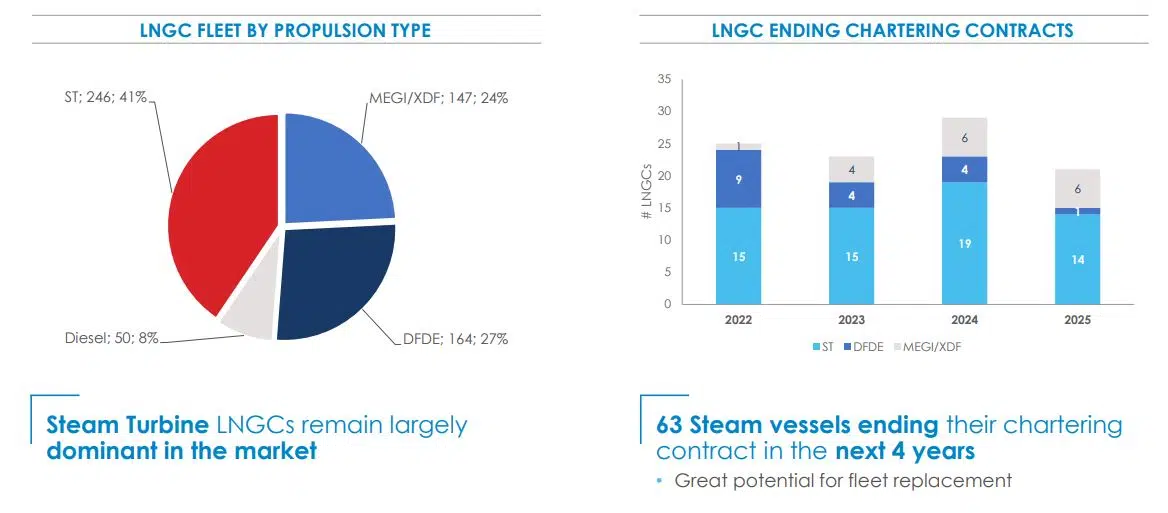 LNGC FLEET BY PROPULSION TYPE
ST; 246; 41%
MEGI/XDF; 147; 24%
Diesel; 50; 8%
DFDE; 164; 27%
Steam Turbine LNGCs remain largely
dominant in the market
LNGC ENDING CHARTERING CONTRACTS
# LNGCs
35
30
25
20
15
10
5
0
1
9
15
4
4
15
6
4
19
6
1
14
2022
2023
2024
2025
ST DFDE MEGI/XDF
63 Steam vessels ending their chartering
contract in the next 4 years
▪ Great potential for fleet replacement